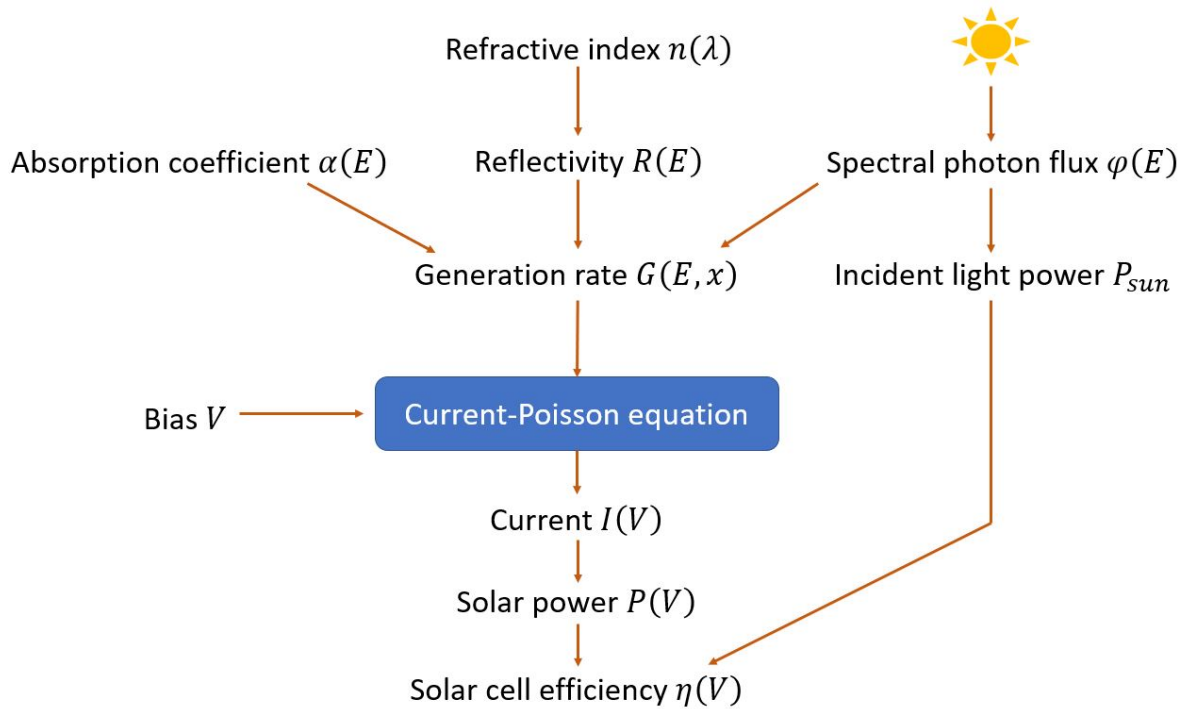 Refractive index n(λ)
Absorption coefficient α(E)
Reflectivity R(E)
Spectral photon flux φ(E)
Generation rate G(E, x)
Incident light power P_sun
Bias V
Current-Poisson equation
Current I(V)
Solar power P(V)
Solar cell efficiency η(V)